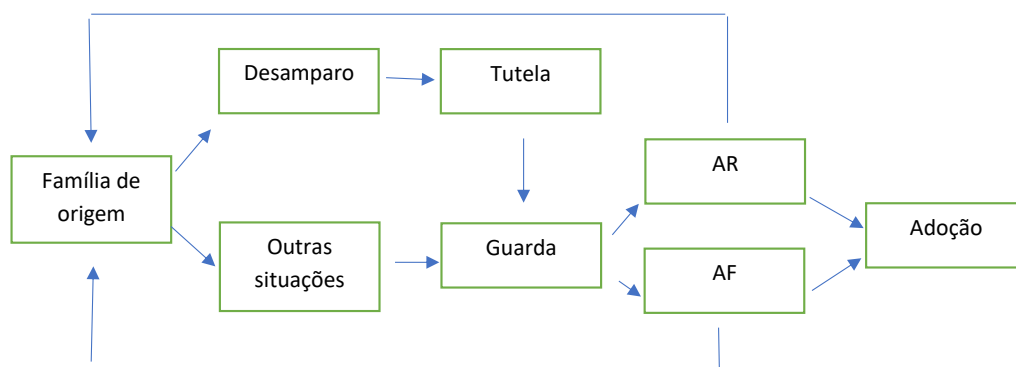 Desamparo
Tutela
Família de
origem
AR
Outras
situações
Guarda
AF
Adoção